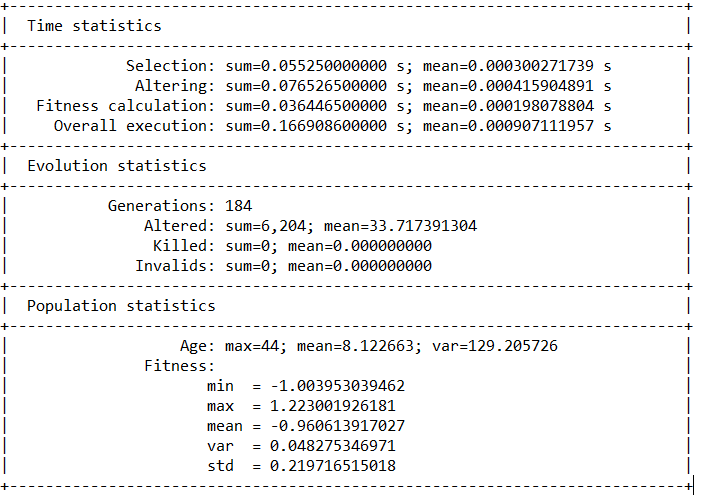 +---------------------------------------------------------------------------+
|  Time statistics                                                          |
+---------------------------------------------------------------------------+
|             Selection: sum=0.055250000000 s; mean=0.000300271739 s        |
|              Altering: sum=0.076526500000 s; mean=0.000415904891 s        |
|   Fitness calculation: sum=0.036446500000 s; mean=0.000198078804 s        |
|     Overall execution: sum=0.166908600000 s; mean=0.000907111957 s        |
+---------------------------------------------------------------------------+
|  Evolution statistics                                                     |
+---------------------------------------------------------------------------+
|           Generations: 184                                                |
|               Altered: sum=6,204; mean=33.717391304                       |
|                Killed: sum=0; mean=0.000000000                            |
|              Invalids: sum=0; mean=0.000000000                            |
+---------------------------------------------------------------------------+
|  Population statistics                                                    |
+---------------------------------------------------------------------------+
|                   Age: max=44; mean=8.122663; var=129.205726              |
|               Fitness:                                                    |
|                      min  = -1.003953039462                               |
|                      max  = 1.223001926181                                |
|                      mean = -0.960613917027                               |
|                      var  = 0.048275346971                                |
|                      std  = 0.219716515018                                |
+---------------------------------------------------------------------------+